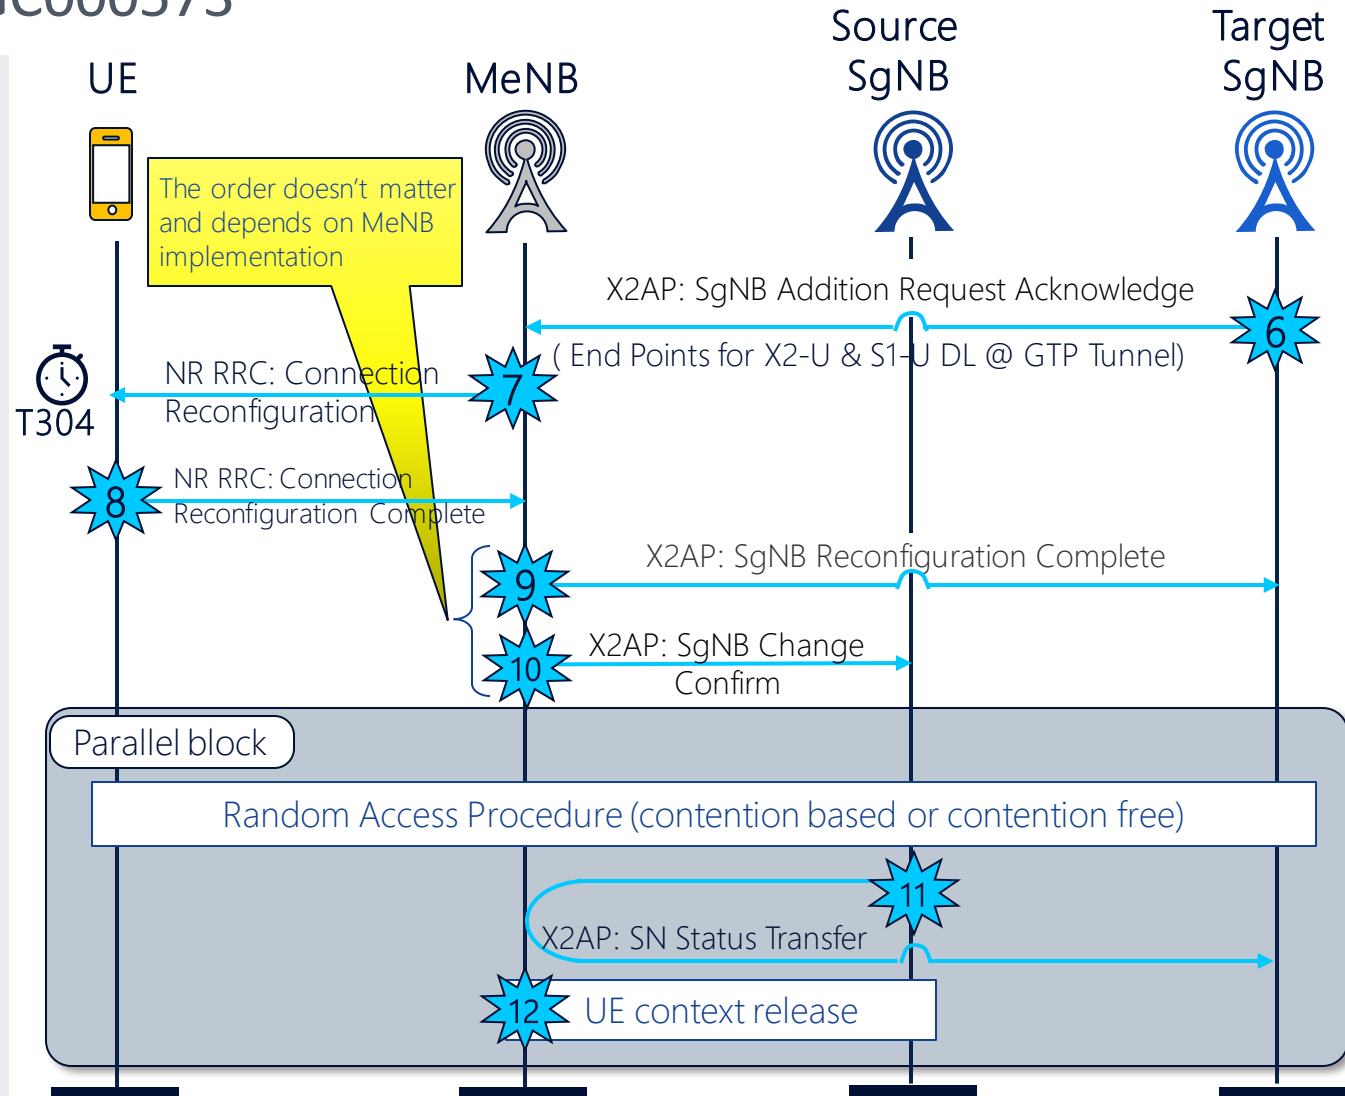 Source
Target
UE
MeNB
SgNB
SgNB
The order doesn't matter
and depends on MeNB
implementation
X2AP: SgNB Addition Request Acknowledge
6
( End Points for X2-U & S1-U DL @ GTP Tunnel)
NR RRC: Connection
Reconfiguration
7
T304
NR RRC: Connection
Reconfiguration Complete
8
X2AP: SgNB Reconfiguration Complete
9
X2AP: SgNB Change
Confirm
10
Parallel block
Random Access Procedure (contention based or contention free)
11
X2AP: SN Status Transfer
12
UE context release